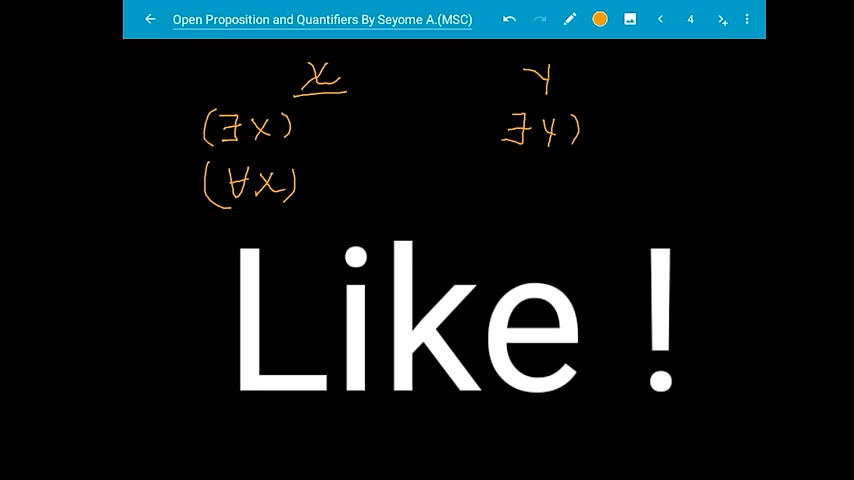 Open Proposition and Quantifiers By Seyome A.(MSC)
4
x y
(∃x) ∃y)
(∀x)
Like !